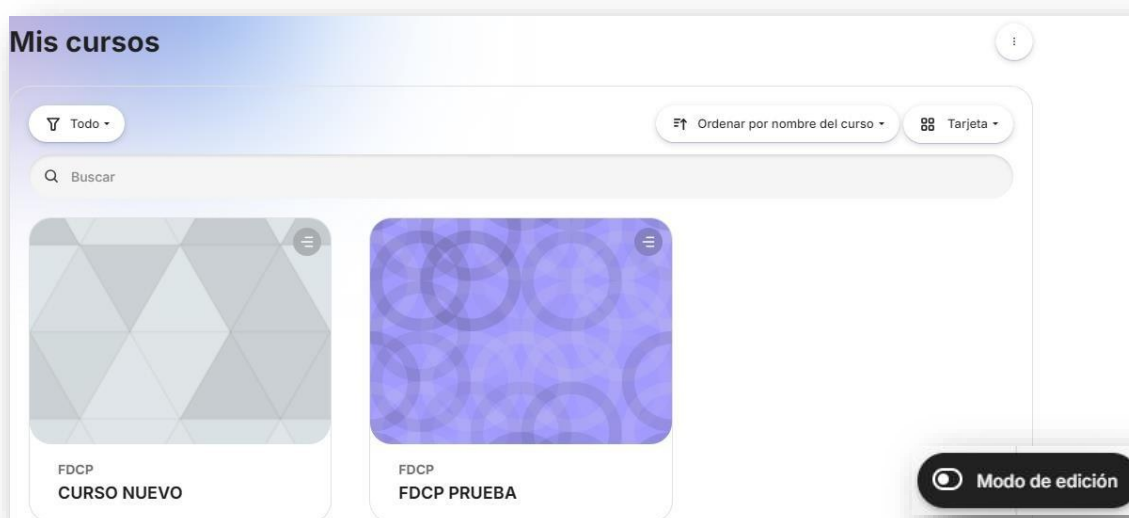 Mis cursos
Todo
Ordenar por nombre del curso
Tarjeta
Buscar
FDCP
CURSO NUEVO
FDCP
FDCP PRUEBA
Modo de edición